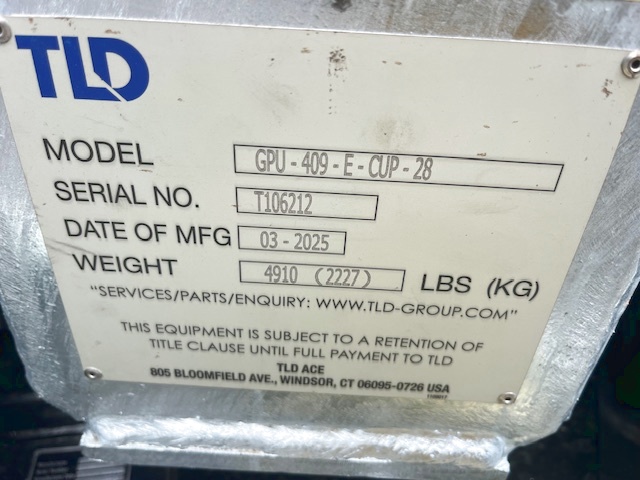 TLD
MODEL GPU - 409 - E - CUP - 28
SERIAL NO. T106212
DATE OF MFG 03 - 2025
WEIGHT 4910 (2227) LBS (KG)
"SERVICES/PARTS/ENQUIRY: WWW.TLD-GROUP.COM"
THIS EQUIPMENT IS SUBJECT TO A RETENTION OF
TITLE CLAUSE UNTIL FULL PAYMENT TO TLD
TLD ACE
805 BLOOMFIELD AVE., WINDSOR, CT 06095-0726 USA